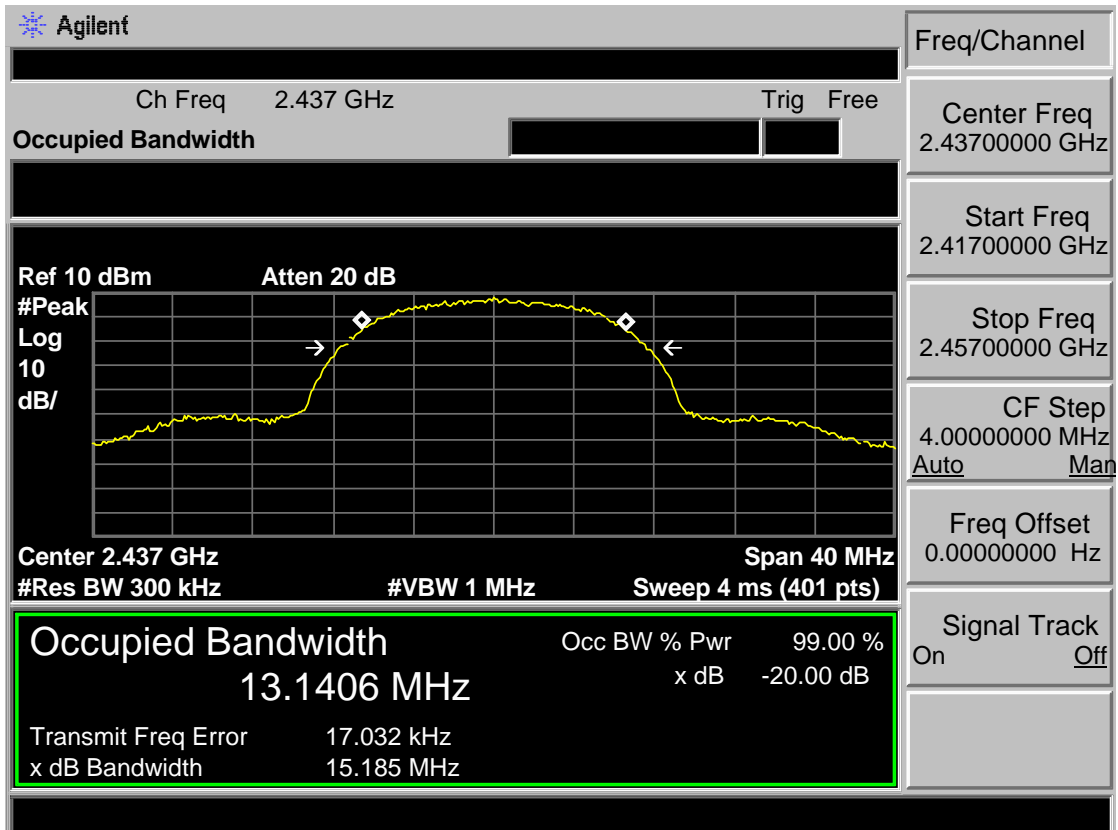 Agilent
Freq/Channel
Ch Freq 2.437 GHz Trig Free
Occupied Bandwidth
Center Freq
2.43700000 GHz
Start Freq
2.41700000 GHz
Stop Freq
2.45700000 GHz
CF Step
4.00000000 MHz
Auto Man
Freq Offset
0.00000000 Hz
Signal Track
On Off
Ref 10 dBm Atten 20 dB
#Peak
Log
10
dB/
Center 2.437 GHz Span 40 MHz
#Res BW 300 kHz #VBW 1 MHz Sweep 4 ms (401 pts)
Occupied Bandwidth
13.1406 MHz
Occ BW % Pwr 99.00 %
x dB -20.00 dB
Transmit Freq Error 17.032 kHz
x dB Bandwidth 15.185 MHz